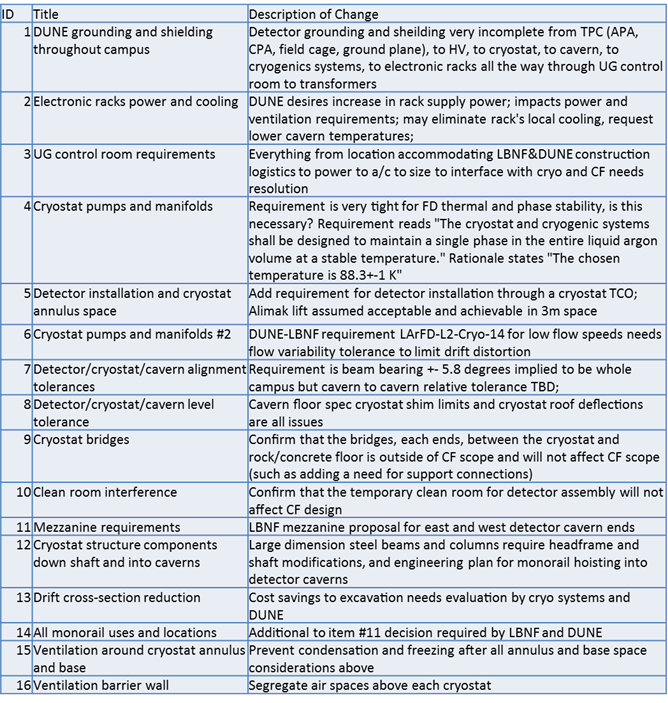 ID Title Description of Change
1 DUNE grounding and shielding Detector grounding and sheilding very incomplete from TPC (APA,
throughout campus CPA, field cage, ground plane), to HV, to cryostat, to cavern, to
cryogenics systems, to electronic racks all the way through UG control
room to transformers
2 Electronic racks power and cooling DUNE desires increase in rack supply power; impacts power and
ventilation requirements; may eliminate rack's local cooling, request
lower cavern temperatures;
3 UG control room requirements Everything from location accommodating LBNF&DUNE construction
logistics to power to a/c to size to interface with cryo and CF needs
resolution
4 Cryostat pumps and manifolds Requirement is very tight for FD thermal and phase stability, is this
necessary? Requirement reads "The cryostat and cryogenic systems
shall be designed to maintain a single phase in the entire liquid argon
volume at a stable temperature." Rationale states "The chosen
temperature is 88.3+-1 K"
5 Detector installation and cryostat Add requirement for detector installation through a cryostat TCO;
annulus space Alimak lift assumed acceptable and achievable in 3m space
6 Cryostat pumps and manifolds #2 DUNE-LBNF requirement LArFD-L2-Cryo-14 for low flow speeds needs
flow variability tolerance to limit drift distortion
7 Detector/cryostat/cavern alignment Requirement is beam bearing +- 5.8 degrees implied to be whole
tolerances campus but cavern to cavern relative tolerance TBD;
8 Detector/cryostat/cavern level Cavern floor spec cryostat shim limits and cryostat roof deflections
tolerance are all issues
9 Cryostat bridges Confirm that the bridges, each ends, between the cryostat and
rock/concrete floor is outside of CF scope and will not affect CF scope
(such as adding a need for support connections)
10 Clean room interference Confirm that the temporary clean room for detector assembly will not
affect CF design
11 Mezzanine requirements LBNF mezzanine proposal for east and west detector cavern ends
12 Cryostat structure components Large dimension steel beams and columns require headframe and
down shaft and into caverns shaft modifications, and engineering plan for monorail hoisting into
detector caverns
13 Drift cross-section reduction Cost savings to excavation needs evaluation by cryo systems and
DUNE
14 All monorail uses and locations Additional to item #11 decision required by LBNF and DUNE
15 Ventilation around cryostat annulus Prevent condensation and freezing after all annulus and base space
and base considerations above
16 Ventilation barrier wall Segregate air spaces above each cryostat